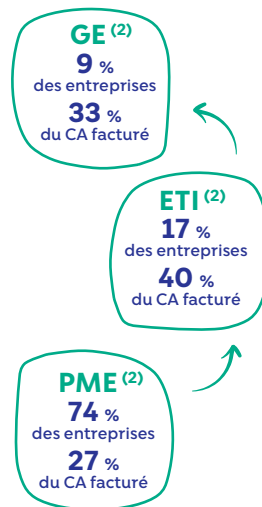 GE (2)
9 %
des entreprises
33 %
du CA facturé
ETI (2)
17 %
des entreprises
40 %
du CA facturé
PME (2)
74 %
des entreprises
27 %
du CA facturé